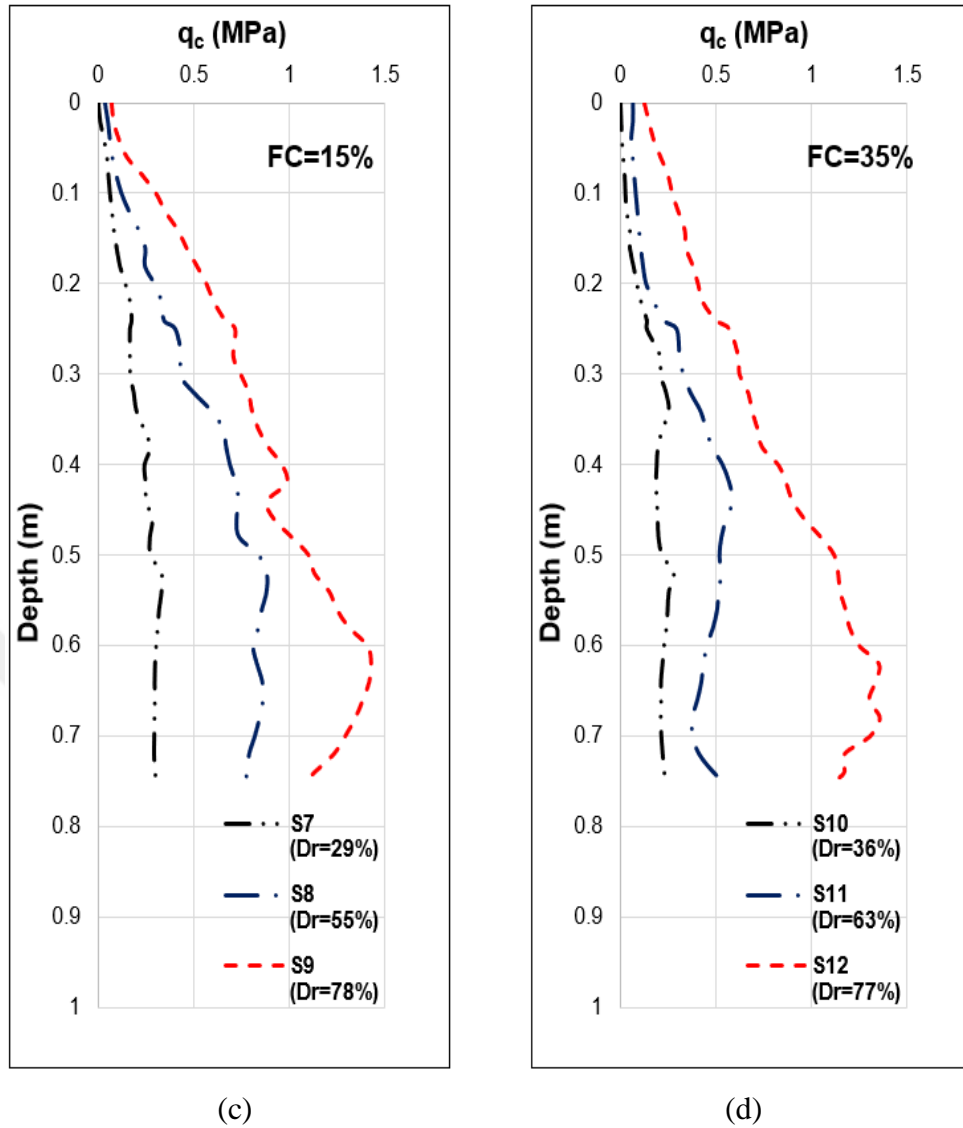 q_c (MPa)
0 0.5 1 1.5
0
0.1
0.2
0.3
0.4
0.5
0.6
0.7
0.8
0.9
1
Depth (m)
FC=15%
S7
(Dr=29%)
S8
(Dr=55%)
S9
(Dr=78%)
(c)
q_c (MPa)
0 0.5 1 1.5
0
0.1
0.2
0.3
0.4
0.5
0.6
0.7
0.8
0.9
1
Depth (m)
FC=35%
S10
(Dr=36%)
S11
(Dr=63%)
S12
(Dr=77%)
(d)